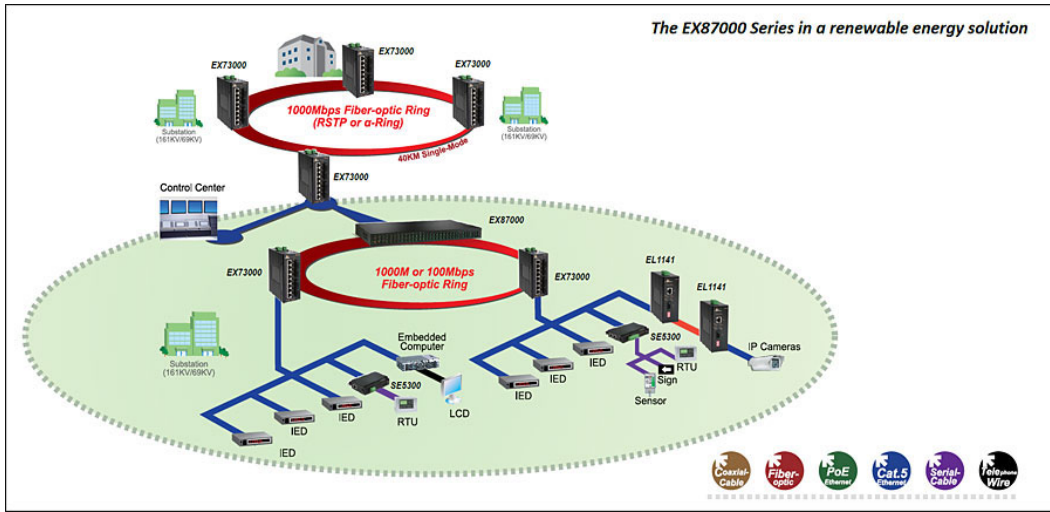 The EX87000 Series in a renewable energy solution
EX73000
EX73000
EX73000
1000Mbps Fiber-optic Ring
(RSTP or α-Ring)
Substation
(161KV/69KV)
Substation
(161KV/69KV)
40KM Single-Mode
EX73000
Control Center
EX87000
EX73000
1000M or 100Mbps
Fiber-optic Ring
EX73000
EL1141
EL1141
Substation
(161KV/69KV)
Embedded
Computer
SE5300
IP Cameras
RTU
Sign
Sensor
IED
IED
IED
SE5300
LCD
RTU
IED
IED
IED
Coaxial-
Cable
Fiber-
optic
PoE
Ethernet
Cat.5
Ethernet
Serial-
Cable
Telephone
Wire